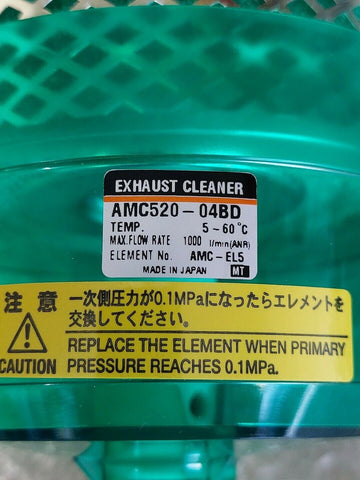 EXHAUST CLEANER
AMC520-04BD
TEMP. 5~60°C
MAX.FLOW RATE 1000 l/min(ANR)
ELEMENT No. AMC-EL5
MADE IN JAPAN MT
注意 一次側圧力が0.1MPaになったらエレメントを
交換してください。
CAUTION REPLACE THE ELEMENT WHEN PRIMARY
PRESSURE REACHES 0.1MPa.